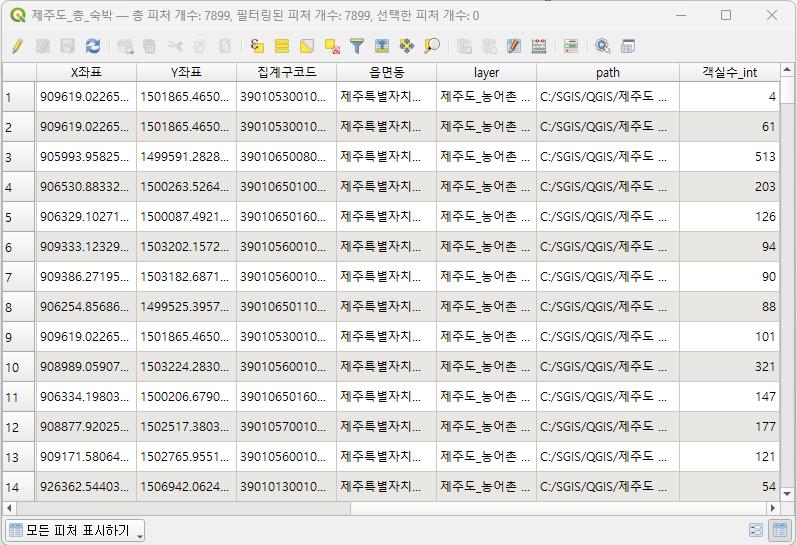 제주도_총_숙박 — 총 피처 개수: 7899, 필터링된 피처 개수: 7899, 선택한 피처 개수: 0
X좌표 Y좌표 집계구코드 읍면동 layer path 객실수_int
1 909619.02265... 1501865.4650... 39010530010... 제주특별자치... 제주도_농어촌 ... C:/SGIS/QGIS/제주도 ... 4
2 909619.02265... 1501865.4650... 39010530010... 제주특별자치... 제주도_농어촌 ... C:/SGIS/QGIS/제주도 ... 61
3 905993.95825... 1499591.2828... 39010650080... 제주특별자치... 제주도_농어촌 ... C:/SGIS/QGIS/제주도 ... 513
4 906530.88332... 1500263.5264... 39010650100... 제주특별자치... 제주도_농어촌 ... C:/SGIS/QGIS/제주도 ... 203
5 906329.10271... 1500087.4921... 39010650160... 제주특별자치... 제주도_농어촌 ... C:/SGIS/QGIS/제주도 ... 126
6 909333.12329... 1503202.1572... 39010560010... 제주특별자치... 제주도_농어촌 ... C:/SGIS/QGIS/제주도 ... 94
7 909386.27195... 1503182.6871... 39010560010... 제주특별자치... 제주도_농어촌 ... C:/SGIS/QGIS/제주도 ... 90
8 906254.85686... 1499525.3957... 39010650110... 제주특별자치... 제주도_농어촌 ... C:/SGIS/QGIS/제주도 ... 88
9 909619.02265... 1501865.4650... 39010530010... 제주특별자치... 제주도_농어촌 ... C:/SGIS/QGIS/제주도 ... 101
10 908989.05907... 1503224.2830... 39010560010... 제주특별자치... 제주도_농어촌 ... C:/SGIS/QGIS/제주도 ... 321
11 906334.19803... 1500206.6790... 39010650160... 제주특별자치... 제주도_농어촌 ... C:/SGIS/QGIS/제주도 ... 147
12 908877.92025... 1502517.3803... 39010570010... 제주특별자치... 제주도_농어촌 ... C:/SGIS/QGIS/제주도 ... 177
13 909171.58064... 1502765.9551... 39010560010... 제주특별자치... 제주도_농어촌 ... C:/SGIS/QGIS/제주도 ... 121
14 926362.54403... 1506942.0624... 39010130010... 제주특별자치... 제주도_농어촌 ... C:/SGIS/QGIS/제주도 ... 54
모든 피처 표시하기